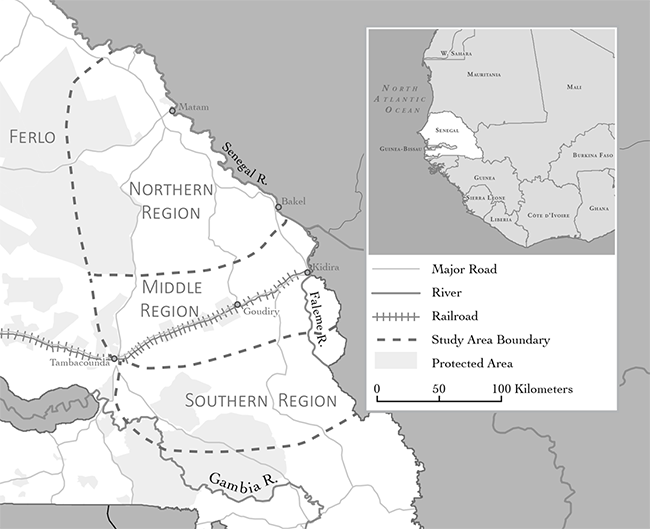 FERLO
Matam
Senegal R.
NORTHERN
REGION
Bakel
MIDDLE
REGION
Kidira
Goudiry
Faleme R.
Tambacounda
SOUTHERN REGION
Gambia R.
W. Sahara
Mauritania
Mali
North
Atlantic
Ocean
Senegal
Guinea-Bissau
Guinea
Sierra Leone
Liberia
Côte d'Ivoire
Burkina Faso
Ghana
Major Road
River
Railroad
Study Area Boundary
Protected Area
0 50 100 Kilometers